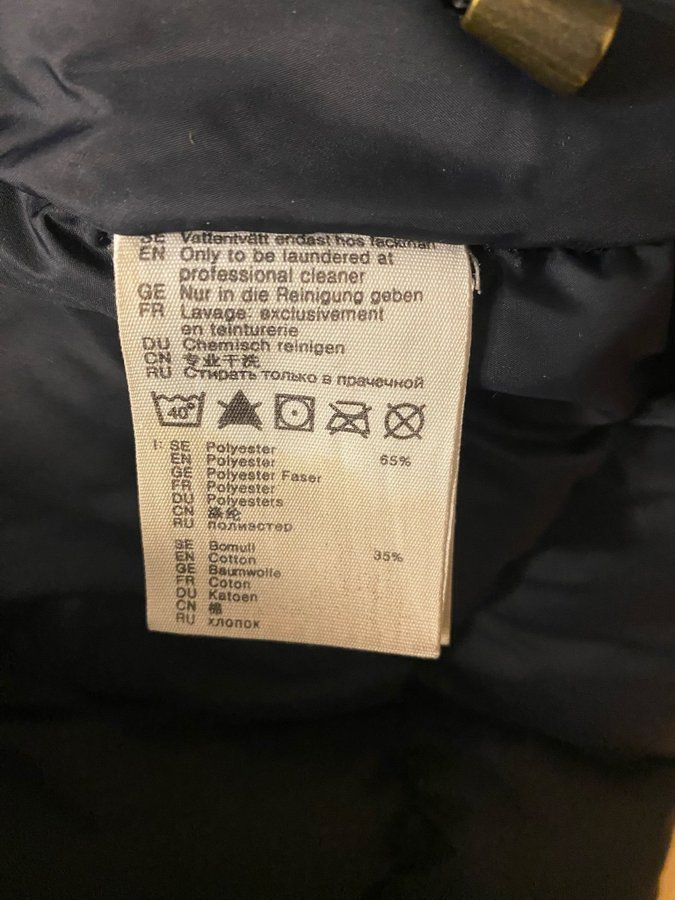 SE Vattentvätt endast hos fackman
EN Only to be laundered at
professional cleaner
GE Nur in die Reinigung geben
FR Lavage: exclusivement
en teinturerie
DU Chemisch reinigen
CN 专业干洗
RU Стирать только в прачечной
40°
I: SE Polyester
EN Polyester 65%
GE Polyester Faser
FR Polyester
DU Polyesters
CN 涤纶
RU полиэстер
SE Bomull
EN Cotton 35%
GE Baumwolle
FR Coton
DU Katoen
CN 棉
RU хлопок